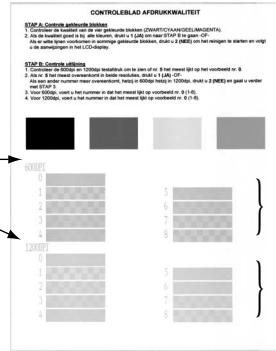 CONTROLEBLAD AFDRUKKWALITEIT
STAP A: Controle gekleurde blokken
1. Controleer de kwaliteit van de vier gekleurde blokken (ZWART/CYAAN/GEEL/MAGENTA).
2. Als de kwaliteit goed is bij alle kleuren, drukt u 1 (JA) om naar STAP B te gaan -OF-
Als er witte lijnen voorkomen in sommige gekleurde blokken, drukt u 2 (NEE) om het reinigen te starten en volgt
u de aanwijzingen in het LCD-display.
STAP B: Controle uitlijning
1. Controleer de 600dpi en 1200dpi testafdruk om te zien of nr. 5 het meest lijkt op het voorbeeld nr. 0.
2. Als nr. 5 het meest overeenkomt in beide resoluties, drukt u 1 (JA) -OF-
Als een ander nummer meer overeenkomt, hetzij in 600dpi hetzij in 1200dpi, drukt u 2 (NEE) en gaat u verder
met STAP 3.
3. Voor 600dpi, voert u het nummer in dat het meest lijkt op voorbeeld nr. 0 (1-8).
4. Voor 1200dpi, voert u het nummer in dat het meest lijkt op voorbeeld nr. 0 (1-8).
600DPI
0
1 5
2 6
3 7
4 8
1200DPI
0
1 5
2 6
3 7
4 8